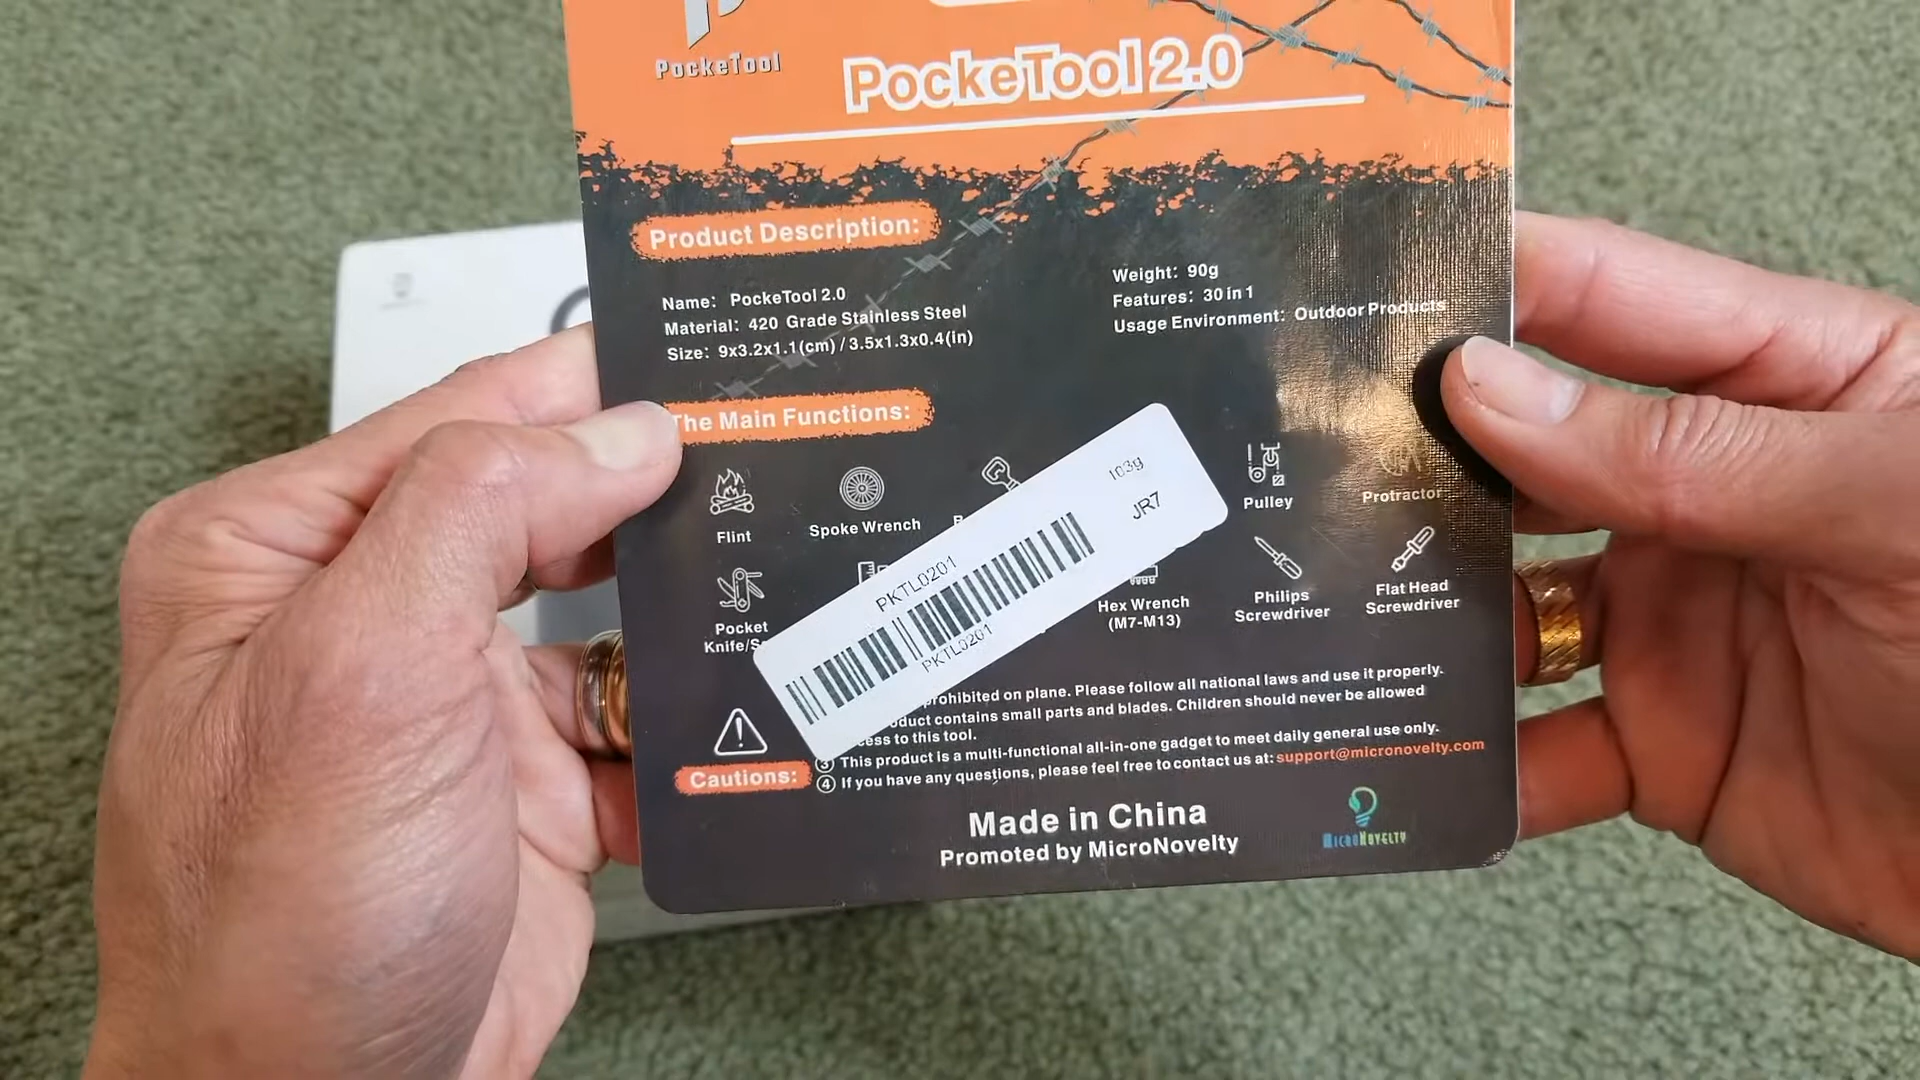 PockeTool
PockeTool 2.0
Product Description:
Name: PockeTool 2.0
Material: 420 Grade Stainless Steel
Size: 9x3.2x1.1(cm) / 3.5x1.3x0.4(in)
Weight: 90g
Features: 30 in 1
Usage Environment: Outdoor Products
The Main Functions:
Flint
Spoke Wrench
Pulley
Protractor
Pocket
Knife/S
Hex Wrench
(M7-M13)
Philips
Screwdriver
Flat Head
Screwdriver
103g
JR7
PKTL0201
PKTL0201
Cautions:
prohibited on plane. Please follow all national laws and use it properly.
contains small parts and blades. Children should never be allowed
to this tool.
③ This product is a multi-functional all-in-one gadget to meet daily general use only.
④ If you have any questions, please feel free to contact us at: support@micronovelty.com
Made in China
Promoted by MicroNovelty
MICRONOVELTY